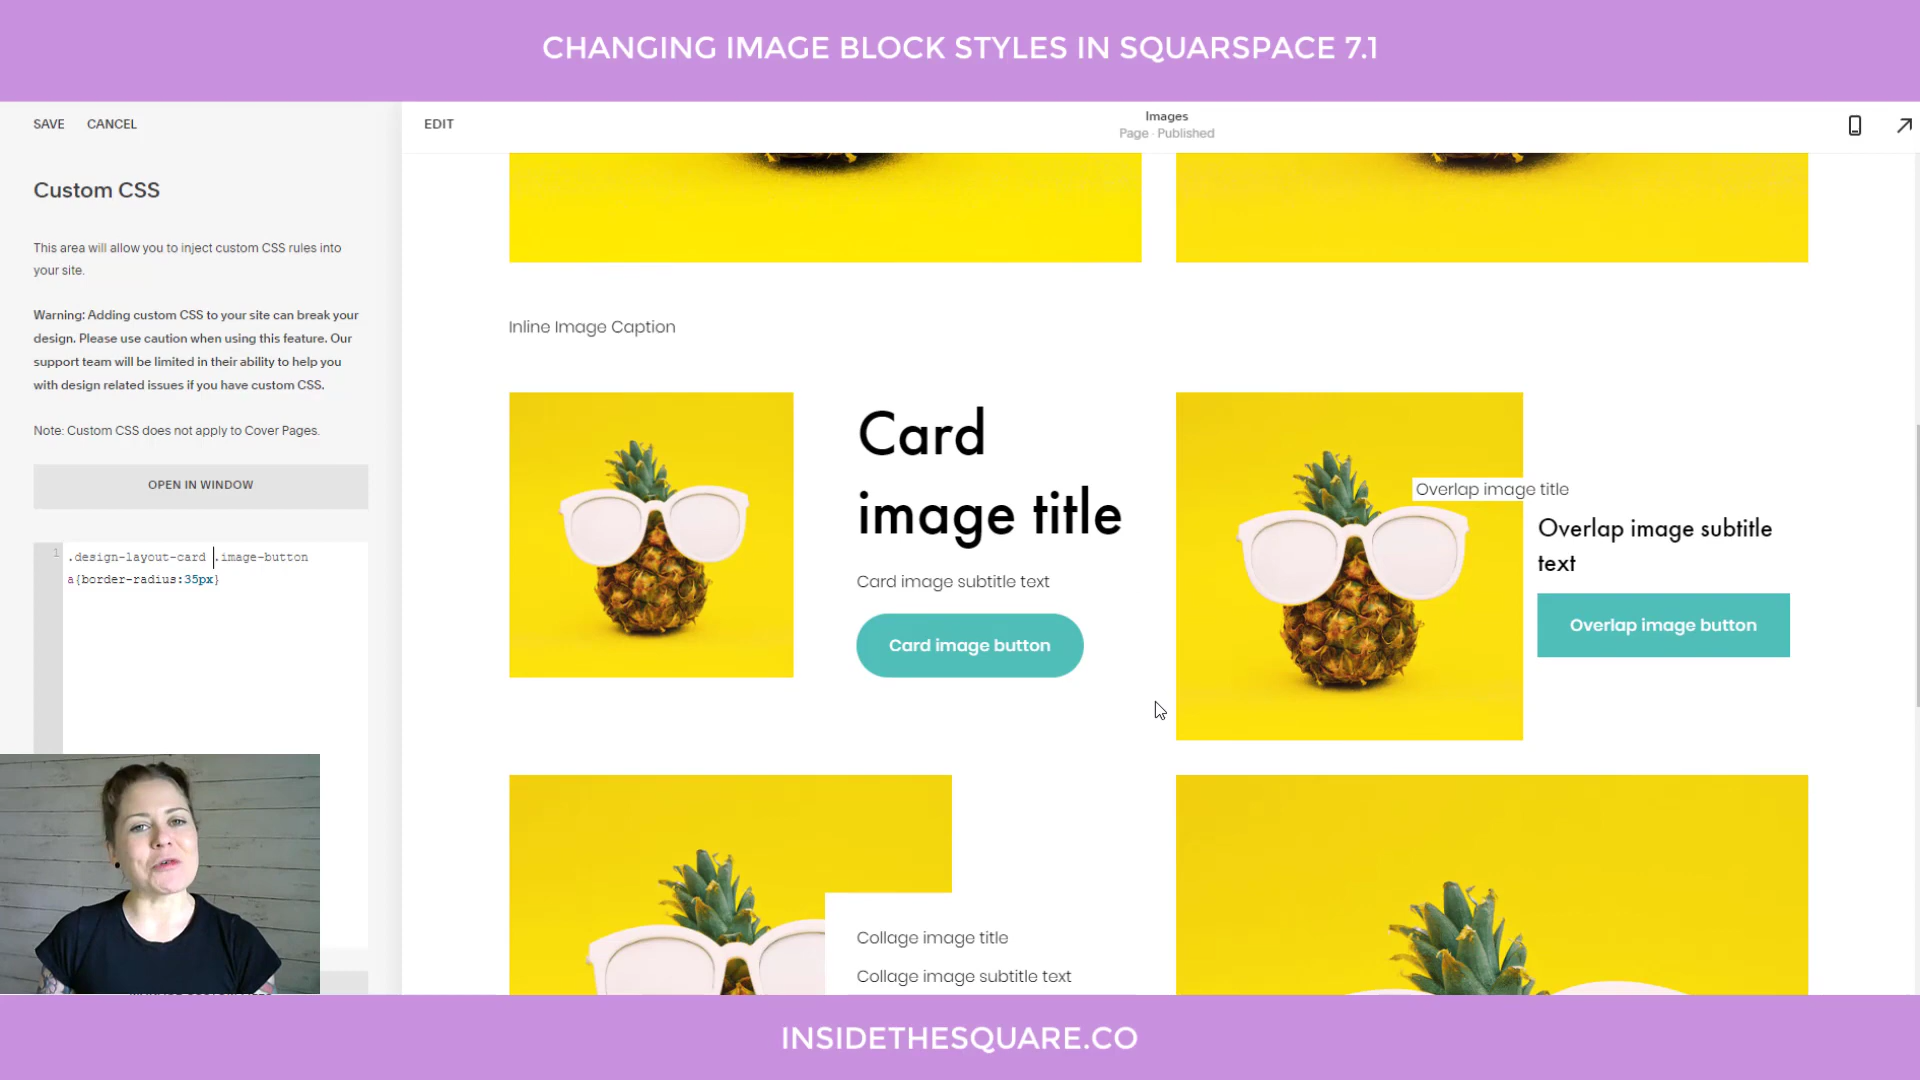 CHANGING IMAGE BLOCK STYLES IN SQUARSPACE 7.1
SAVE CANCEL
EDIT
Images
Page · Published
Custom CSS
This area will allow you to inject custom CSS rules into
your site.
Warning: Adding custom CSS to your site can break your
design. Please use caution when using this feature. Our
support team will be limited in their ability to help you
with design related issues if you have custom CSS.
Note: Custom CSS does not apply to Cover Pages.
OPEN IN WINDOW
1 .design-layout-card .image-button
a{border-radius:35px}
Inline Image Caption
Card
image title
Card image subtitle text
Card image button
Overlap image title
Overlap image subtitle
text
Overlap image button
Collage image title
Collage image subtitle text
INSIDETHESQUARE.CO